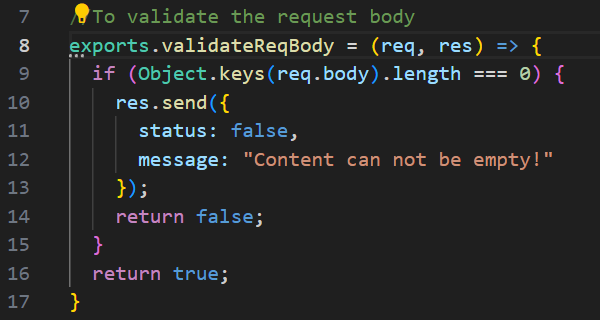 7 //To validate the request body
8 exports.validateReqBody = (req, res) => {
9 if (Object.keys(req.body).length === 0) {
10 res.send({
11 status: false,
12 message: "Content can not be empty!"
13 });
14 return false;
15 }
16 return true;
17 }